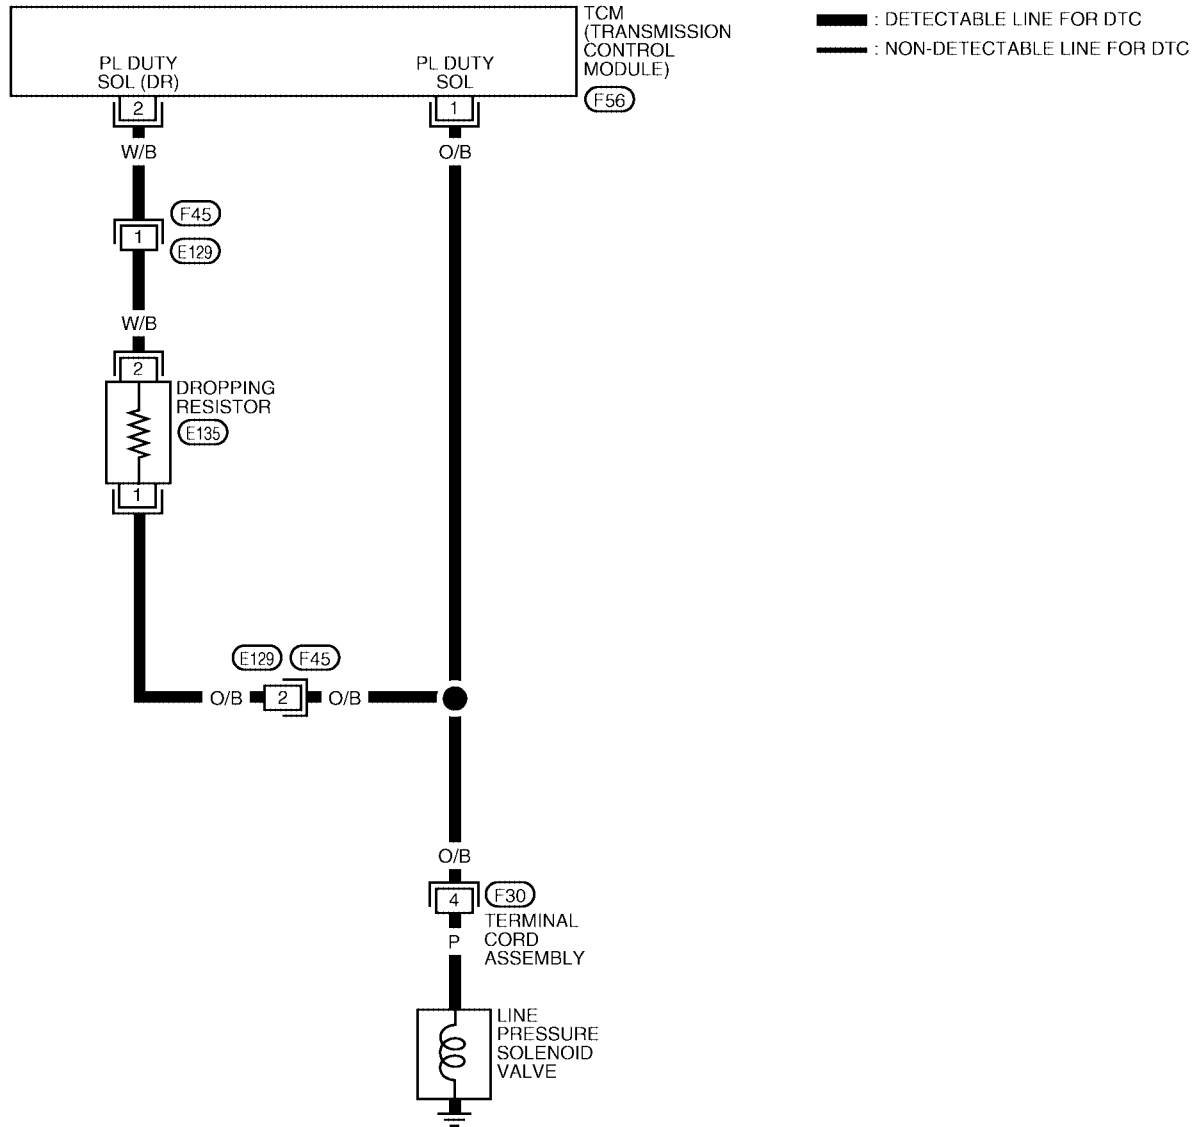 TCM
(TRANSMISSION
CONTROL
MODULE)
F56
: DETECTABLE LINE FOR DTC
: NON-DETECTABLE LINE FOR DTC
PL DUTY
SOL (DR)
PL DUTY
SOL
2
1
W/B
O/B
F45
1
E129
W/B
2
DROPPING
RESISTOR
E135
1
E129
F45
O/B
2
O/B
O/B
4
F30
TERMINAL
CORD
ASSEMBLY
P
LINE
PRESSURE
SOLENOID
VALVE